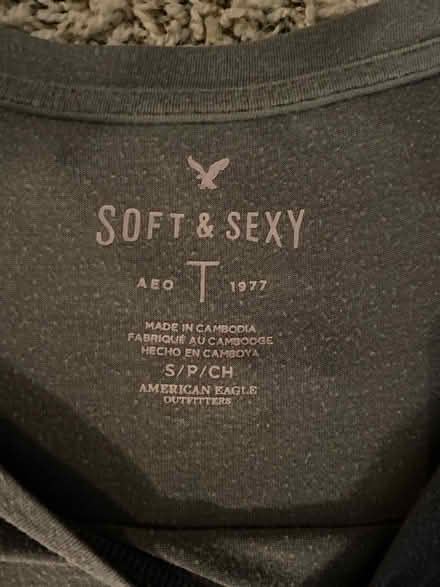 SOFT & SEXY
AEO T 1977
MADE IN CAMBODIA
FABRIQUÉ AU CAMBODGE
HECHO EN CAMBOYA
S/P/CH
AMERICAN EAGLE
OUTFITTERS